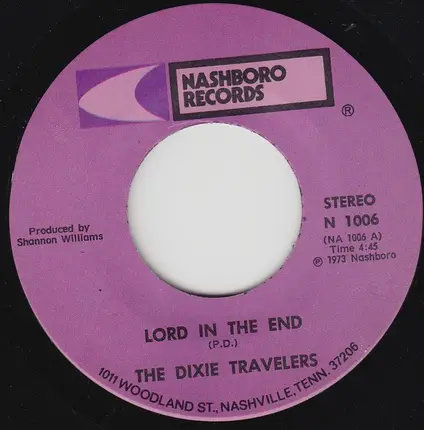 NASHBORO
RECORDS
®
STEREO
N 1006
(NA 1006 A)
Time 4:45
℗ 1973 Nashboro
Produced by
Shannon Williams
LORD IN THE END
(P.D.)
THE DIXIE TRAVELERS
1011 WOODLAND ST., NASHVILLE, TENN. 37206